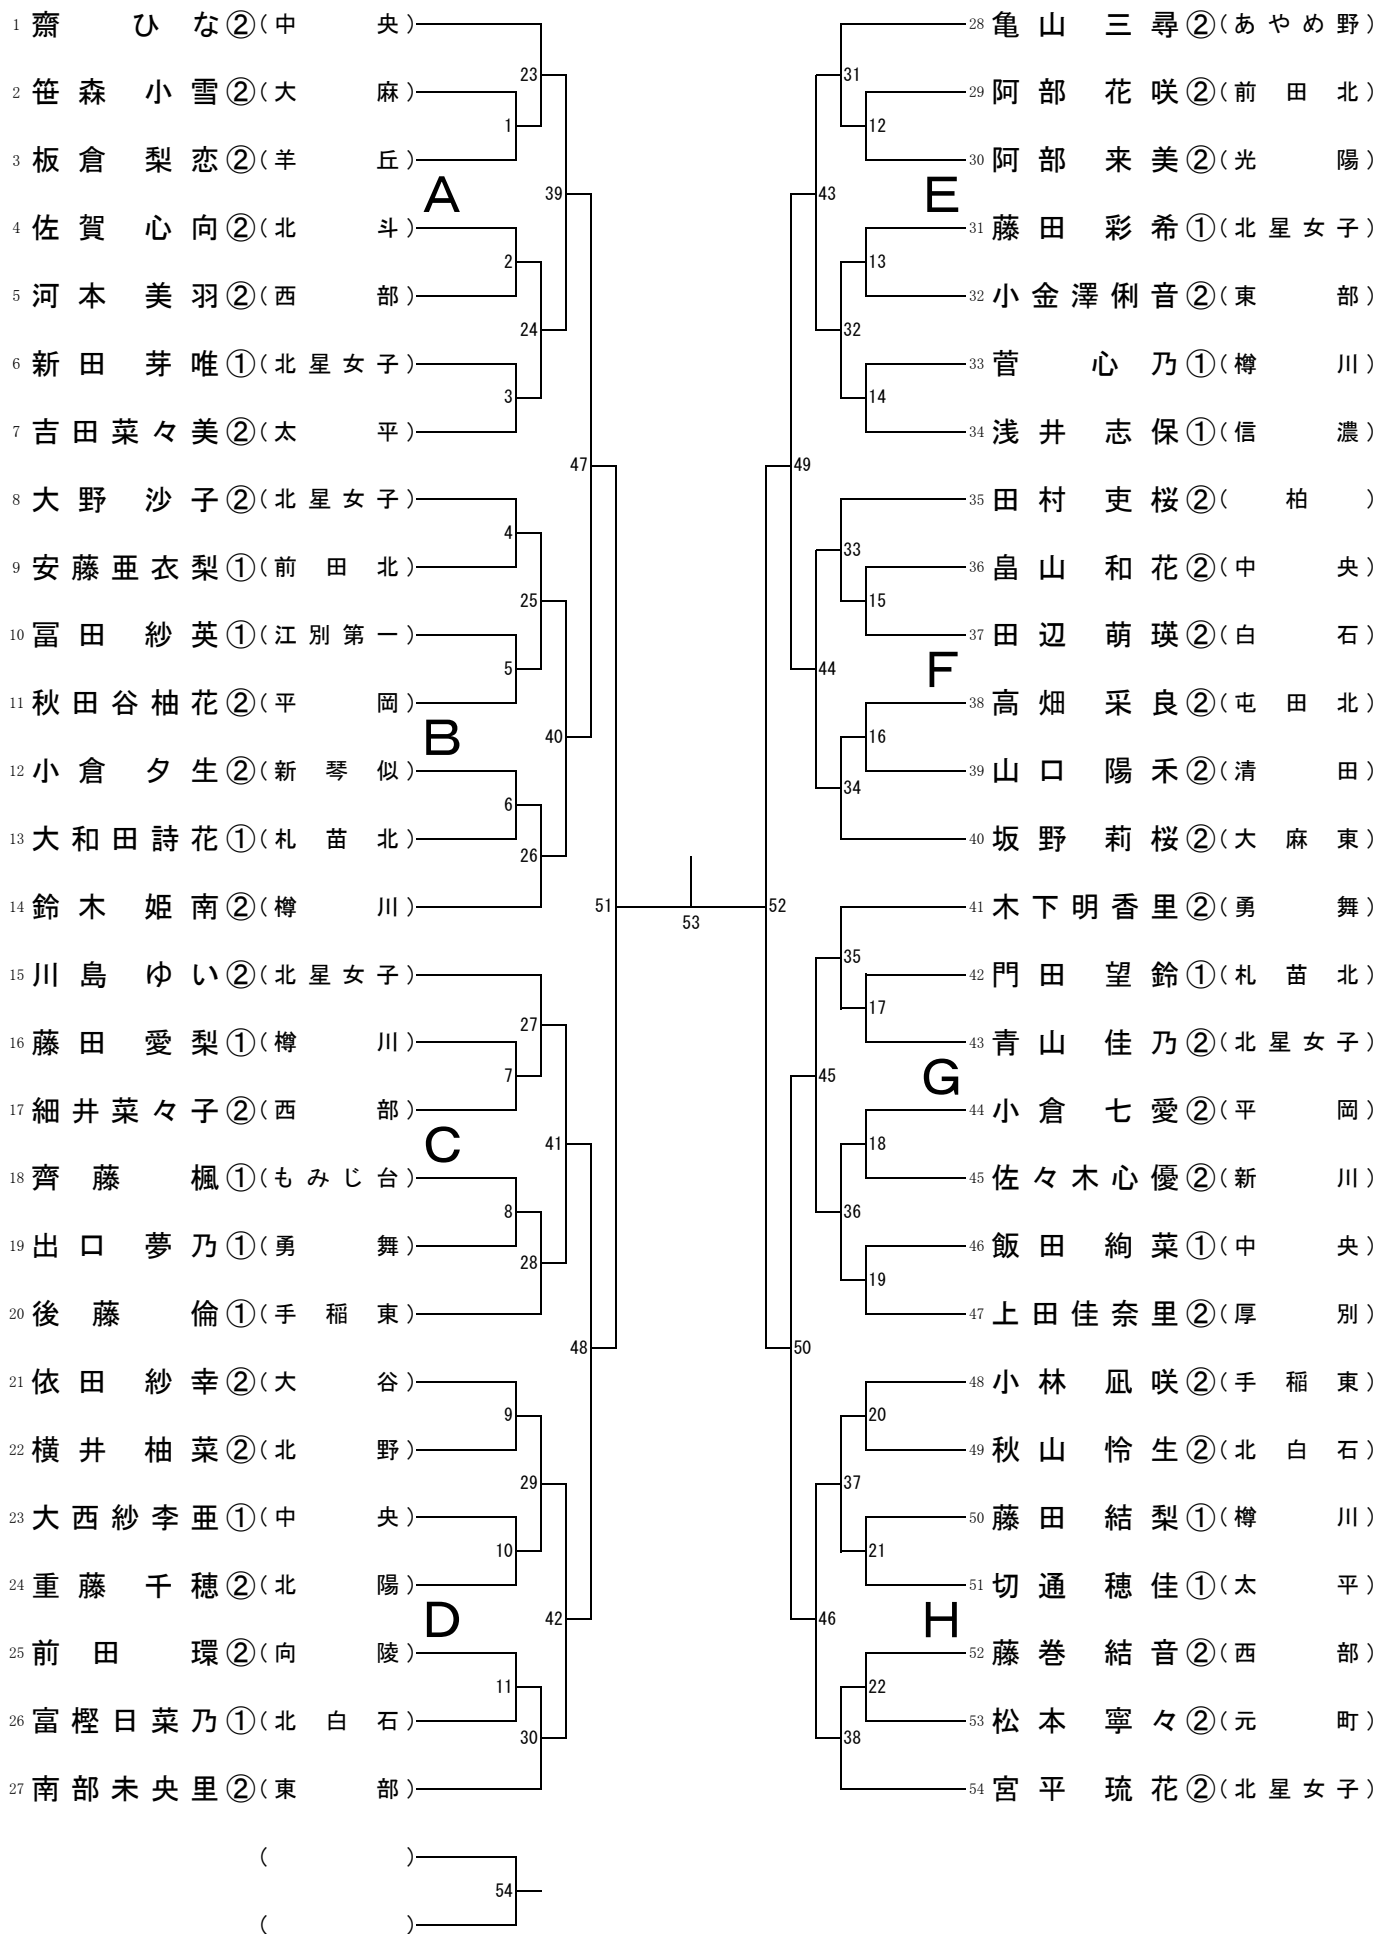 1 齋 ひな②(中央)
23
2 笹森 小雪②(大麻)
1
3 板倉 梨恋②(羊丘)
A
39
4 佐賀 心向②(北斗)
2
5 河本 美羽②(西部)
24
6 新田 芽唯①(北星女子)
3
7 吉田菜々美②(太平)
47
8 大野 沙子②(北星女子)
4
9 安藤亜衣梨①(前田北)
25
10 冨田 紗英①(江別第一)
5
11 秋田谷柚花②(平岡)
B
40
12 小倉 夕生②(新琴似)
6
13 大和田詩花①(札苗北)
26
14 鈴木 姫南②(樽川)
51
15 川島 ゆい②(北星女子)
27
16 藤田 愛梨①(樽川)
7
17 細井菜々子②(西部)
C
41
18 齊藤 楓①(もみじ台)
8
19 出口 夢乃①(勇舞)
28
20 後藤 倫①(手稲東)
48
21 依田 紗幸②(大谷)
9
22 横井 柚菜②(北野)
29
23 大西紗李亜①(中央)
10
24 重藤 千穂②(北陽)
D
42
25 前田 環②(向陵)
11
26 富樫日菜乃①(北白石)
30
27 南部未央里②(東部)
( )
54
( )
53
28 亀山 三尋②(あやめ野)
31
29 阿部 花咲②(前田北)
12
30 阿部 来美②(光陽)
43
E
31 藤田 彩希①(北星女子)
13
32 小金澤俐音②(東部)
32
33 菅 心乃①(樽川)
14
34 浅井 志保①(信濃)
49
35 田村 吏桜②(柏)
33
36 畠山 和花②(中央)
15
37 田辺 萌瑛②(白石)
44
F
38 高畑 采良②(屯田北)
16
39 山口 陽禾②(清田)
34
40 坂野 莉桜②(大麻東)
52
41 木下明香里②(勇舞)
35
42 門田 望鈴①(札苗北)
17
43 青山 佳乃②(北星女子)
45
G
44 小倉 七愛②(平岡)
18
45 佐々木心優②(新川)
36
46 飯田 絢菜①(中央)
19
47 上田佳奈里②(厚別)
50
48 小林 凪咲②(手稲東)
20
49 秋山 怜生②(北白石)
37
50 藤田 結梨①(樽川)
21
51 切通 穂佳①(太平)
46
H
52 藤巻 結音②(西部)
22
53 松本 寧々②(元町)
38
54 宮平 琉花②(北星女子)